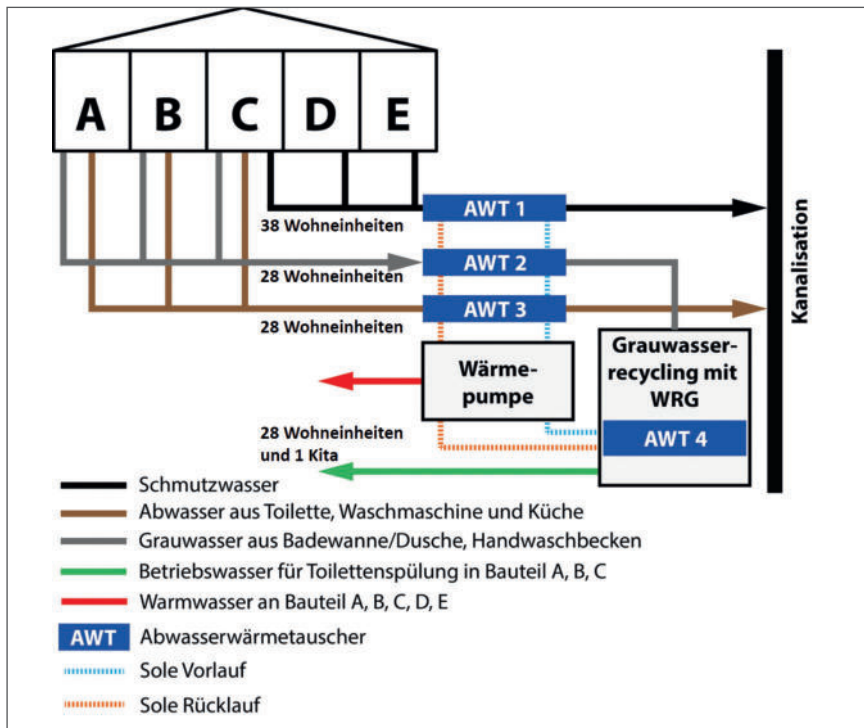 A B C D E
AWT 1
38 Wohneinheiten
AWT 2
28 Wohneinheiten
AWT 3
28 Wohneinheiten
Kanalisation
Wärme-
pumpe
Grauwasser-
recycling mit
WRG
AWT 4
28 Wohneinheiten
und 1 Kita
Schmutzwasser
Abwasser aus Toilette, Waschmaschine und Küche
Grauwasser aus Badewanne/Dusche, Handwaschbecken
Betriebswasser für Toilettenspülung in Bauteil A, B, C
Warmwasser an Bauteil A, B, C, D, E
AWT Abwasserwärmetauscher
Sole Vorlauf
Sole Rücklauf